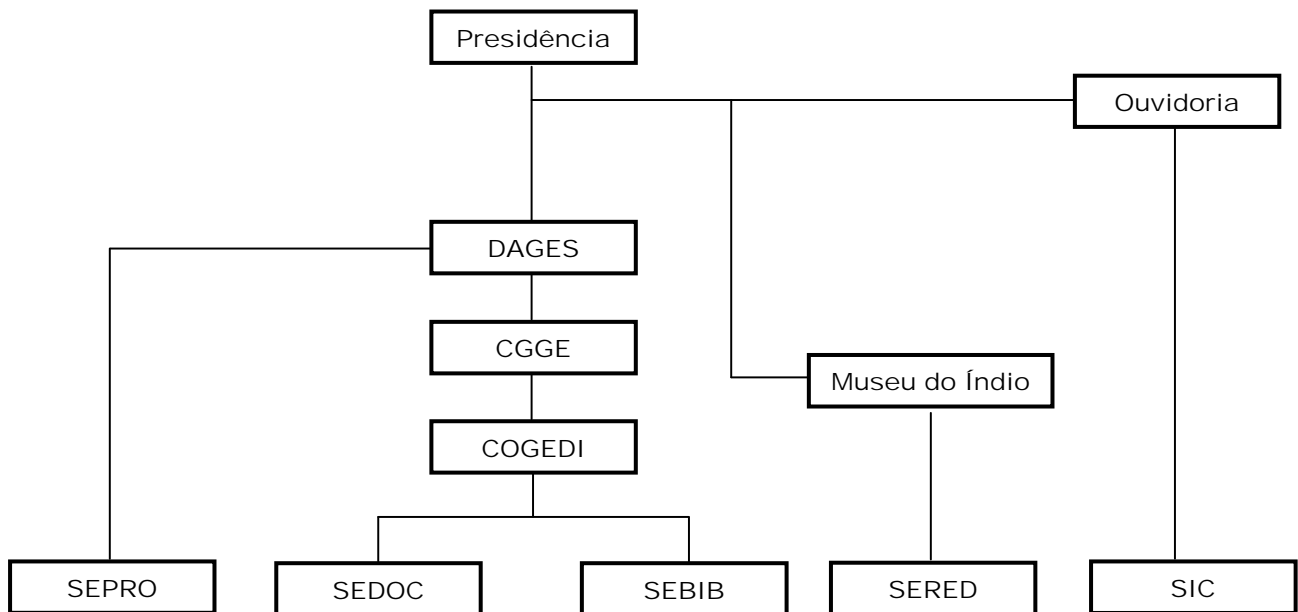 Presidência
Ouvidoria
DAGES
CGGE
Museu do Índio
COGEDI
SEPRO
SEDOC
SEBIB
SERED
SIC